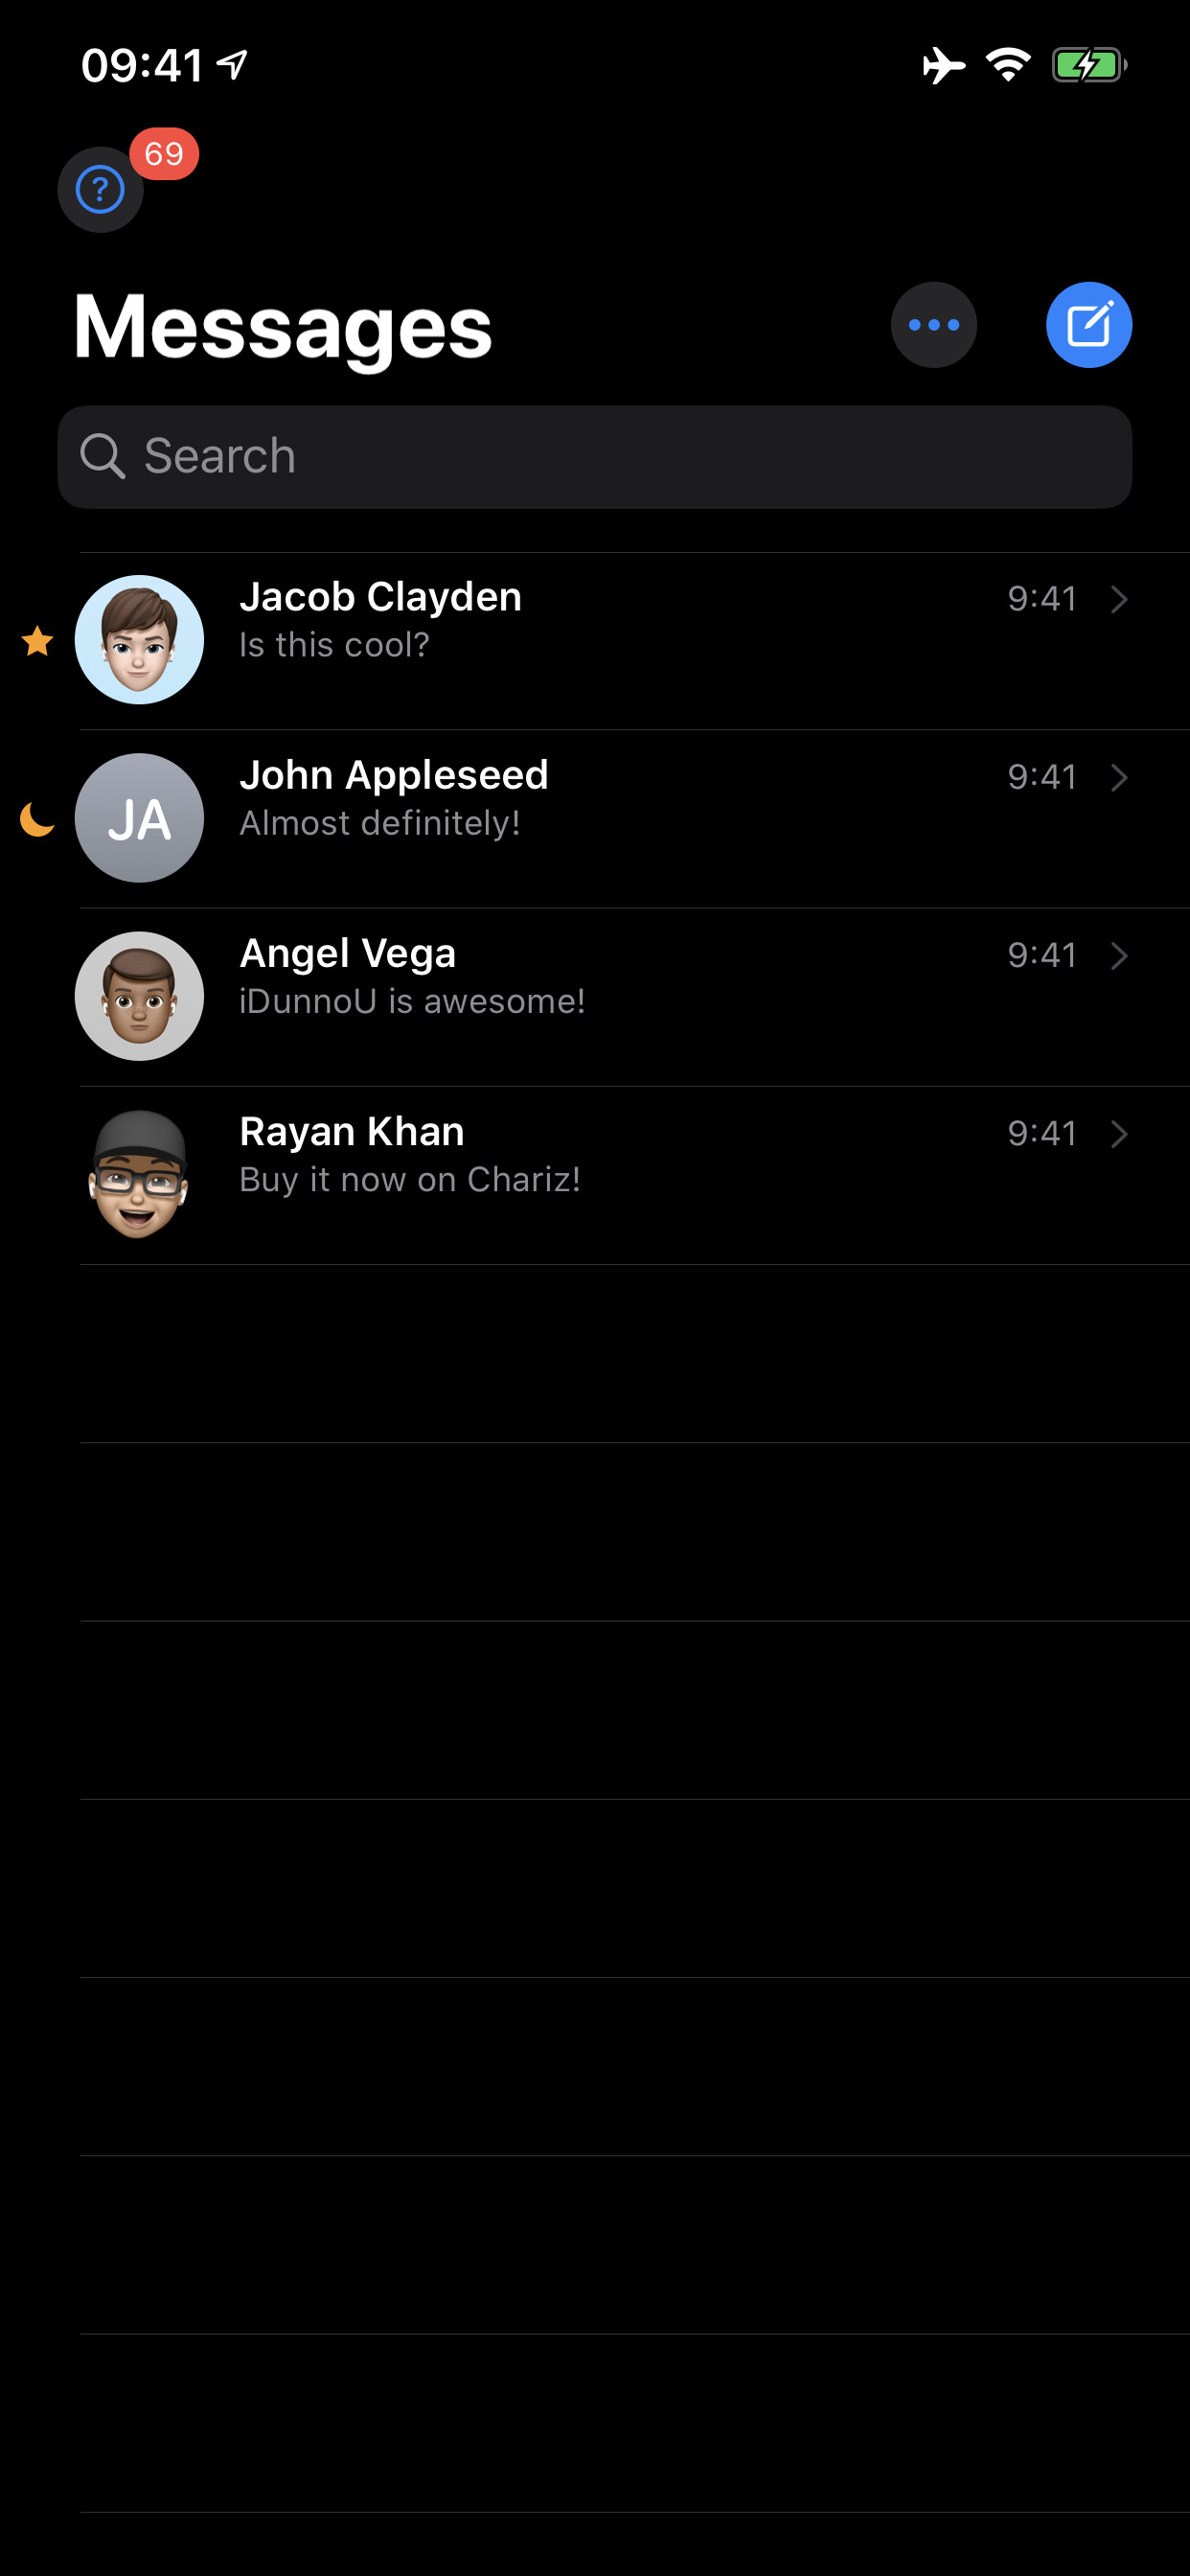 09:41
69
?
Messages
Search
Jacob Clayden 9:41
Is this cool?
JA
John Appleseed 9:41
Almost definitely!
Angel Vega 9:41
iDunnoU is awesome!
Rayan Khan 9:41
Buy it now on Chariz!